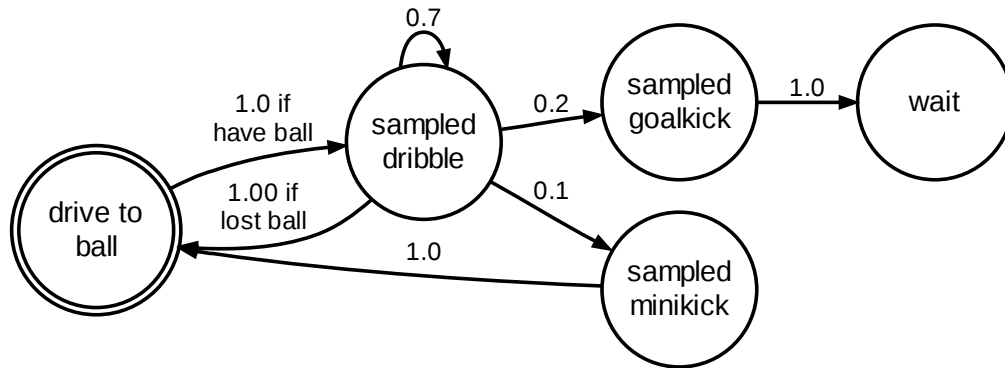 0.7
1.0 if
have ball
sampled
dribble
0.2
sampled
goalkick
1.0
wait
drive to
ball
1.00 if
lost ball
0.1
1.0
sampled
minikick